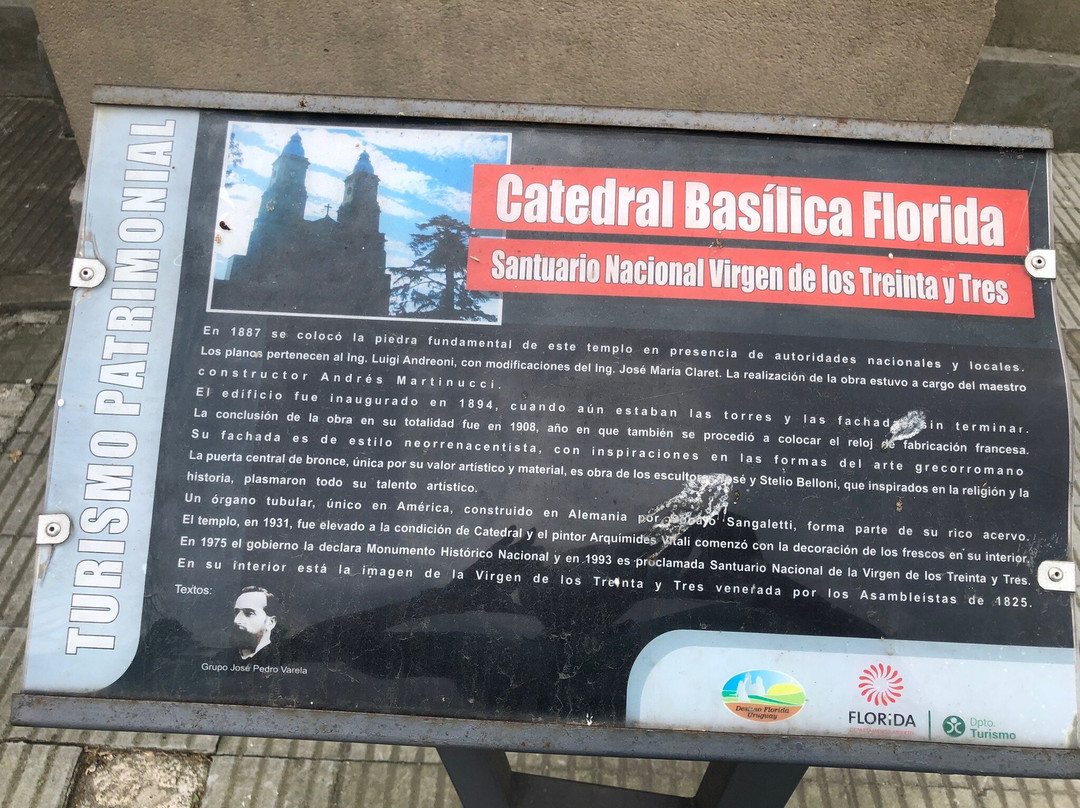 TURISMO PATRIMONIAL
Catedral Basílica Florida
Santuario Nacional Virgen de los Treinta y Tres
En 1887 se colocó la piedra fundamental de este templo en presencia de autoridades nacionales y locales.
Los planos pertenecen al Ing. Luigi Andreoni, con modificaciones del Ing. José Maria Claret. La realización de la obra estuvo a cargo del maestro
constructor Andrés Martinucci.
El edificio fue inaugurado en 1894, cuando aún estaban las torres y las fachadas sin terminar.
La conclusión de la obra en su totalidad fue en 1908, año en que también se procedió a colocar el reloj de fabricación francesa.
Su fachada es de estilo neorrenacentista, con inspiraciones en las formas del arte grecorromano
La puerta central de bronce, única por su valor artístico y material, es obra de los escultores José y Stelio Belloni, que inspirados en la religión y la
historia, plasmaron todo su talento artístico.
Un órgano tubular, único en América, construido en Alemania por Sangaletti, forma parte de su rico acervo.
El templo, en 1931, fue elevado a la condición de Catedral y el pintor Arquímides Vitali comenzó con la decoración de los frescos en su interior.
En 1975 el gobierno la declara Monumento Histórico Nacional y en 1993 es proclamada Santuario Nacional de la Virgen de los Treinta y Tres.
En su interior está la imagen de la Virgen de los Treinta y Tres venerada por los Asambleistas de 1825.
Textos:
Grupo José Pedro Varela
Destino Florida
Uruguay
FLORIDA
Dpto.
Turismo